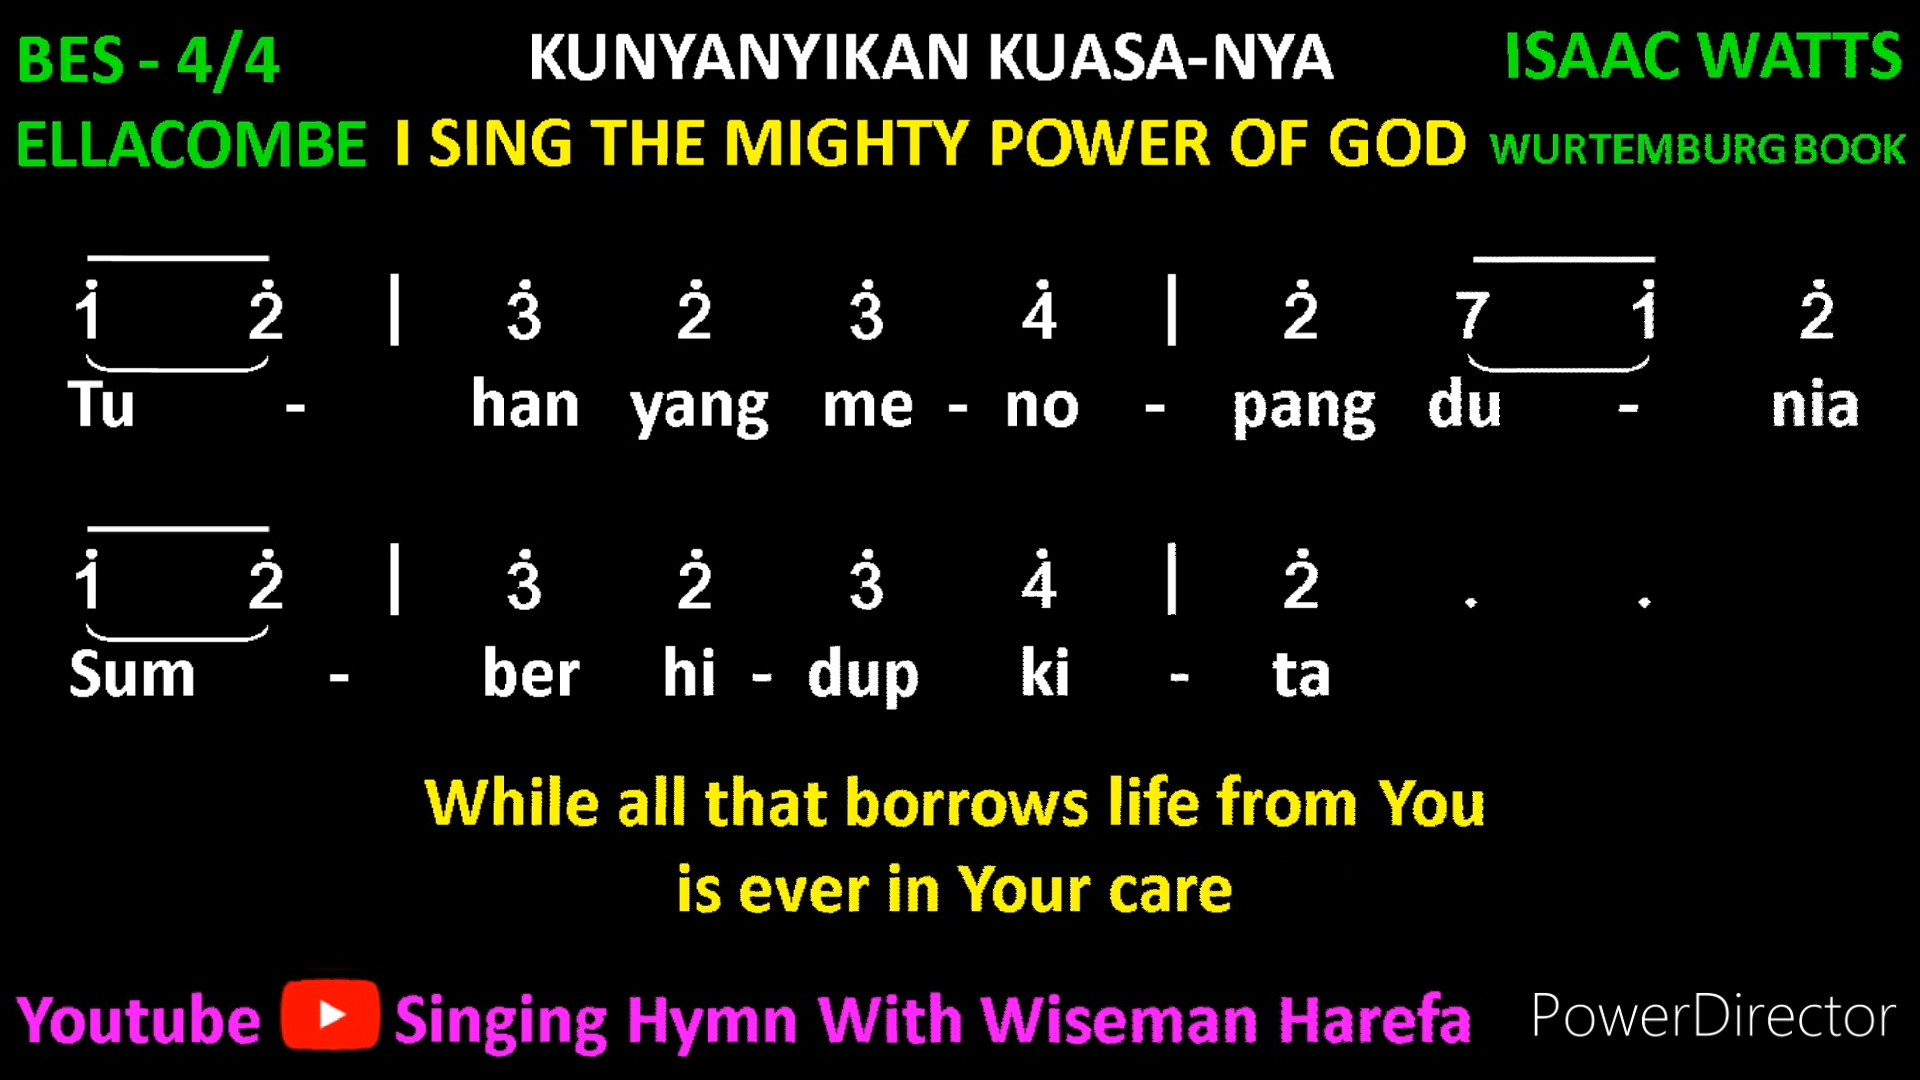 BES - 4/4 KUNYANYIKAN KUASA-NYA ISAAC WATTS
ELLACOMBE I SING THE MIGHTY POWER OF GOD WURTEMBURG BOOK
1̇ 2̇ | 3̇ 2̇ 3̇ 4̇ | 2̇ 7 1̇ 2̇
Tu - han yang me - no - pang du - nia
1̇ 2̇ | 3̇ 2̇ 3̇ 4̇ | 2̇ . .
Sum - ber hi - dup ki - ta
While all that borrows life from You
is ever in Your care
Youtube Singing Hymn With Wiseman Harefa PowerDirector